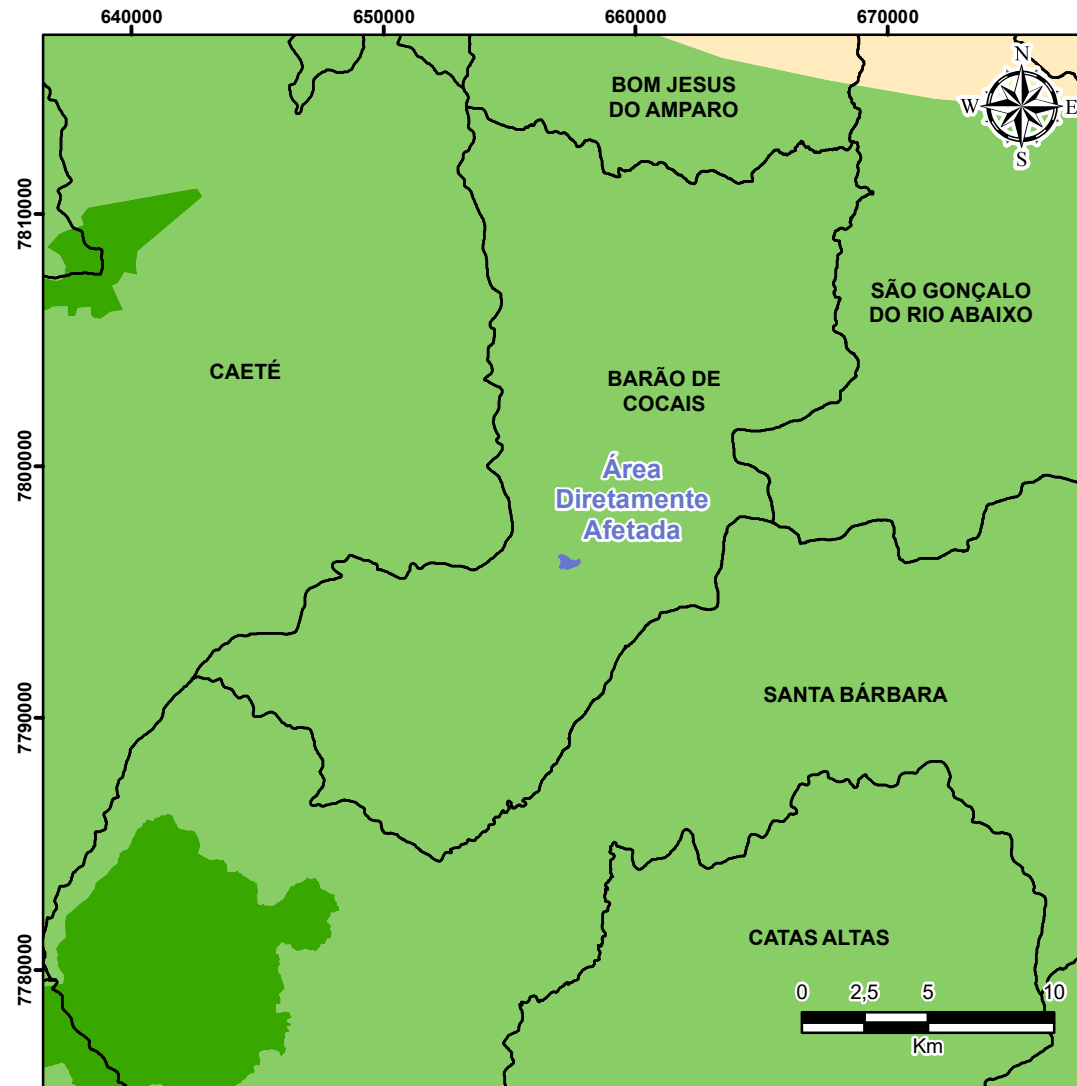 640000
650000
660000
670000
BOM JESUS
DO AMPARO
N
W
E
S
7810000
SÃO GONÇALO
DO RIO ABAIXO
CAETÉ
BARÃO DE
COCAIS
7800000
Área
Diretamente
Afetada
7790000
SANTA BÁRBARA
CATAS ALTAS
7780000
0
2,5
5
10
Km